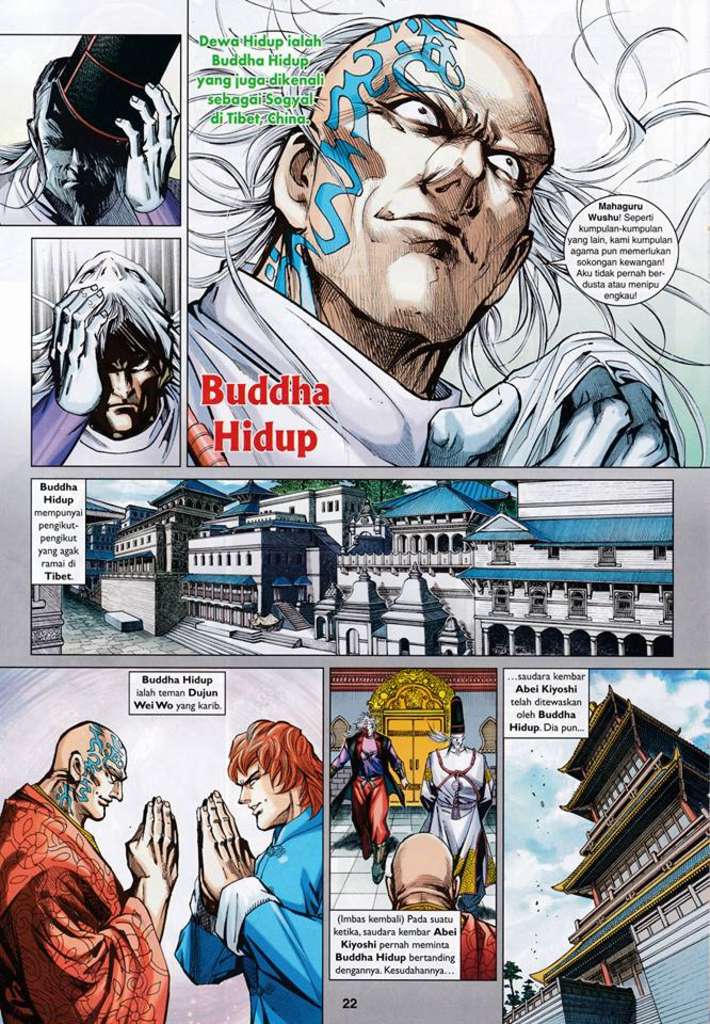 Dewa Hidup ialah
Buddha Hidup
yang juga dikenali
sebagai Sogyal
di Tibet, China.
Mahaguru
Wushu! Seperti
kumpulan-kumpulan
yang lain, kami kumpulan
agama pun memerlukan
sokongan kewangan!
Aku tidak pernah ber-
dusta atau menipu
engkau!
Buddha
Hidup
Buddha
Hidup
mempunyai
pengikut-
pengikut
yang agak
ramai di
Tibet.
Buddha Hidup
ialah teman Dujun
Wei Wo yang karib.
(Imbas kembali) Pada suatu
ketika, saudara kembar Abei
Kiyoshi pernah meminta
Buddha Hidup bertanding
dengannya. Kesudahannya...
...saudara kembar
Abei Kiyoshi
telah ditewaskan
oleh Buddha
Hidup. Dia pun...
22